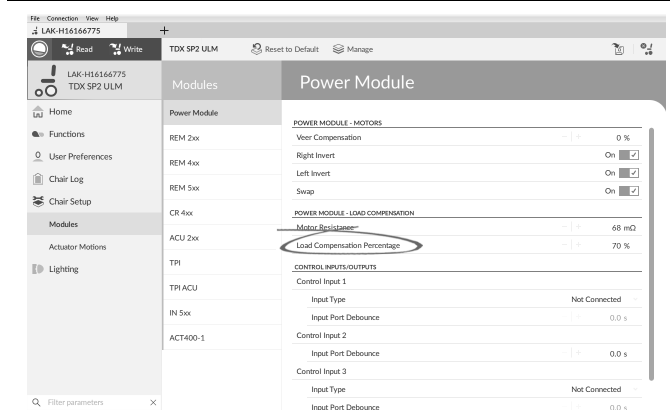 File Connection View Help
LAK-H16166775 +
Read Write TDX SP2 ULM Reset to Default Manage
LAK-H16166775
TDX SP2 ULM
Modules
Power Module
Home
Functions
User Preferences
Chair Log
Chair Setup
Modules
Actuator Motions
Lighting
Filter parameters ×
Power Module
REM 2xx
REM 4xx
REM 5xx
CR 4xx
ACU 2xx
TPI
TPI ACU
IN 5xx
ACT400-1
POWER MODULE - MOTORS
Veer Compensation − + 0 %
Right Invert On
Left Invert On
Swap On
POWER MODULE - LOAD COMPENSATION
Motor Resistance − + 68 mΩ
Load Compensation Percentage − + 70 %
CONTROL INPUTS/OUTPUTS
Control Input 1
Input Type Not Connected
Input Port Debounce − + 0.0 s
Control Input 2
Input Port Debounce − + 0.0 s
Control Input 3
Input Type Not Connected
Input Port Debounce − + 0.0 s